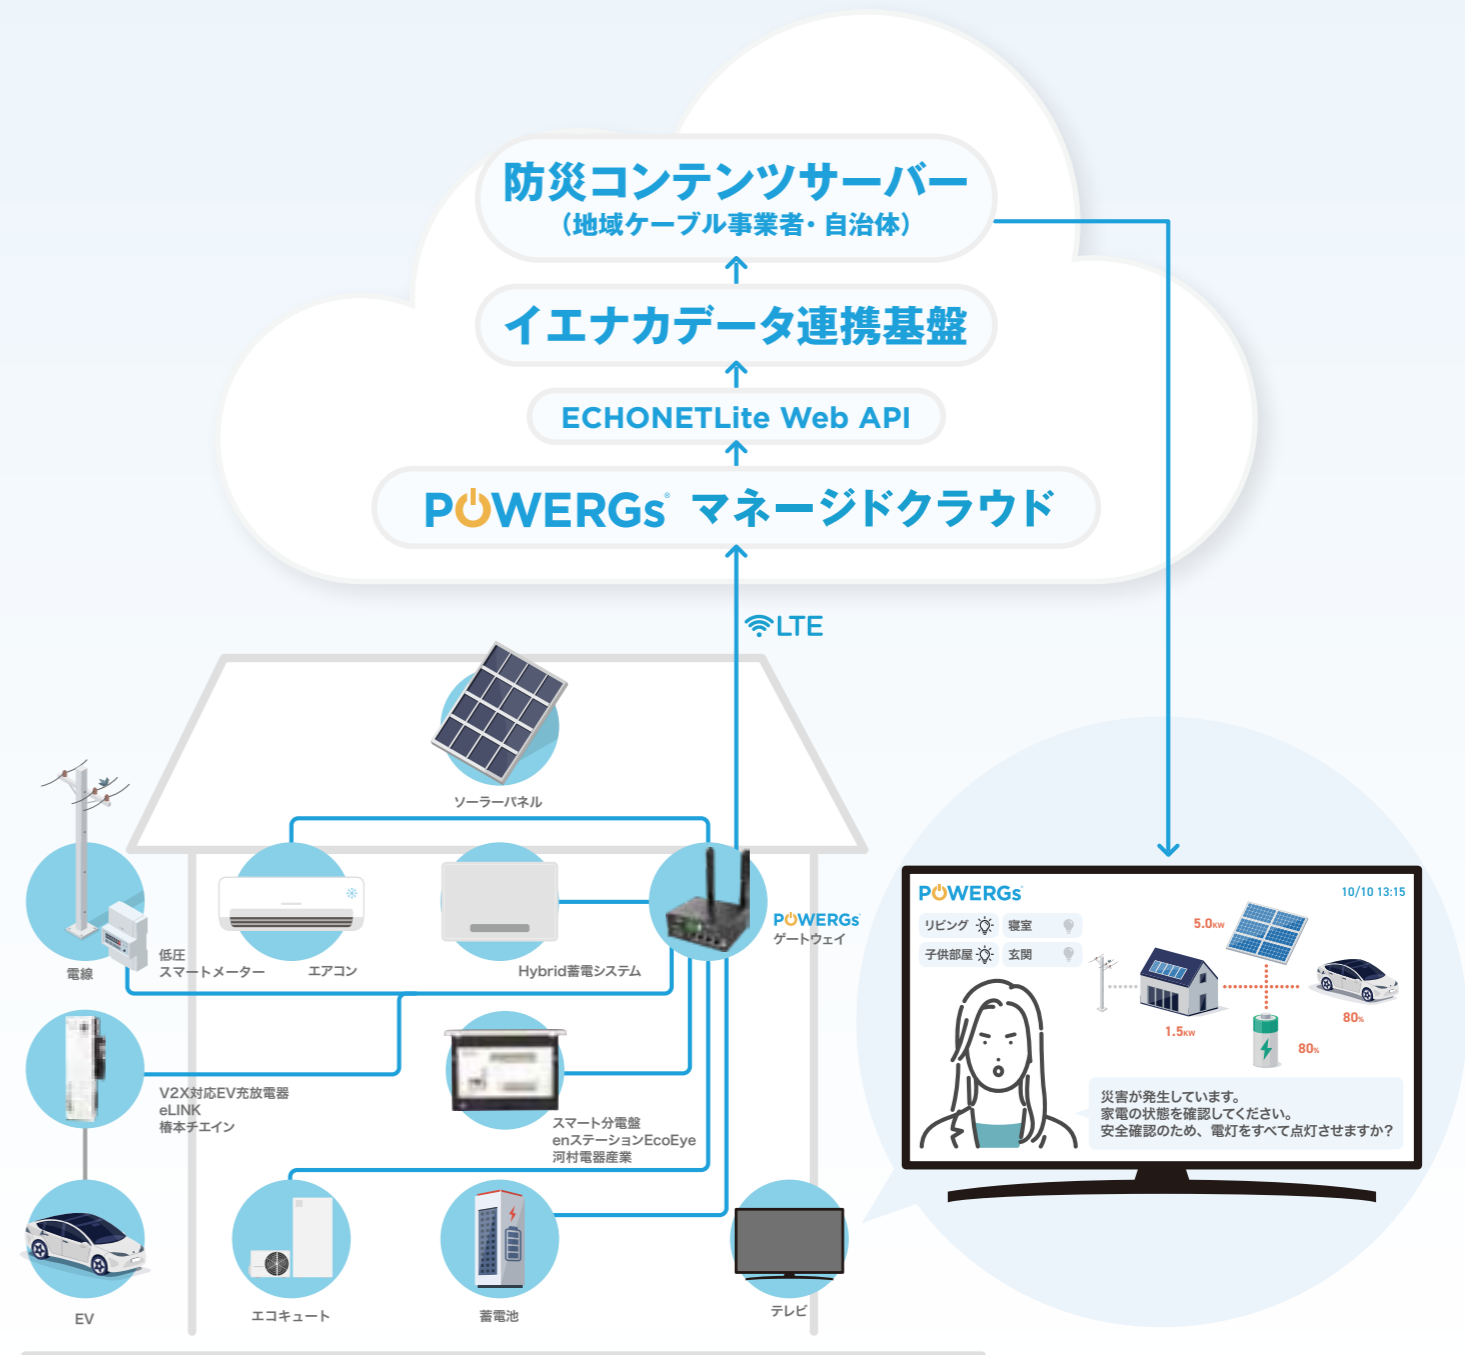 防災コンテンツサーバー
（地域ケーブル事業者・自治体）
イエナカデータ連携基盤
ECHONETLite Web API
POWERGs® マネージドクラウド
LTE
ソーラーパネル
電線
低圧
スマートメーター
エアコン
Hybrid蓄電システム
POWERGs
ゲートウェイ
V2X対応EV充放電器
eLINK
椿本チエイン
スマート分電盤
enステーションEcoEye
河村電器産業
EV
エコキュート
蓄電池
テレビ
POWERGs
10/10 13:15
リビング
寝室
子供部屋
玄関
5.0KW
1.5KW
80%
80%
災害が発生しています。
家電の状態を確認してください。
安全確認のため、電灯をすべて点灯させますか？